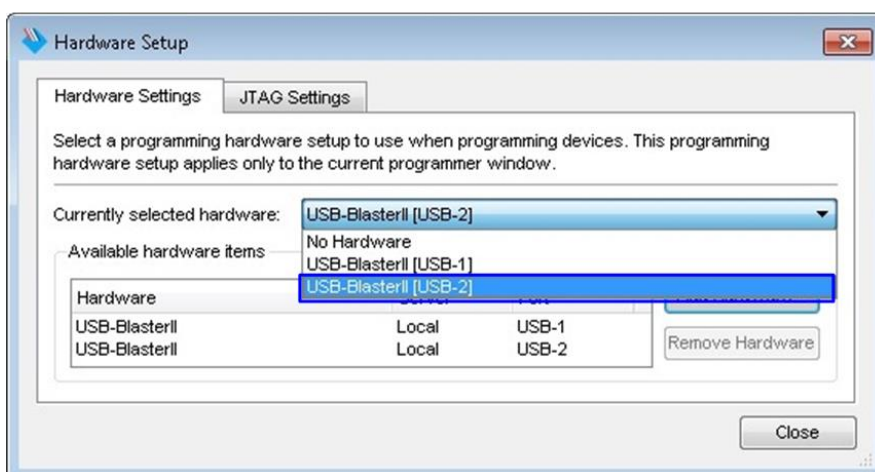 Hardware Setup
Hardware Settings JTAG Settings
Select a programming hardware setup to use when programming devices. This programming
hardware setup applies only to the current programmer window.
Currently selected hardware: USB-BlasterII [USB-2]
No Hardware
Available hardware items
USB-BlasterII [USB-1]
USB-BlasterII [USB-2]
Hardware
USB-BlasterII Local USB-1
USB-BlasterII Local USB-2
Remove Hardware
Close